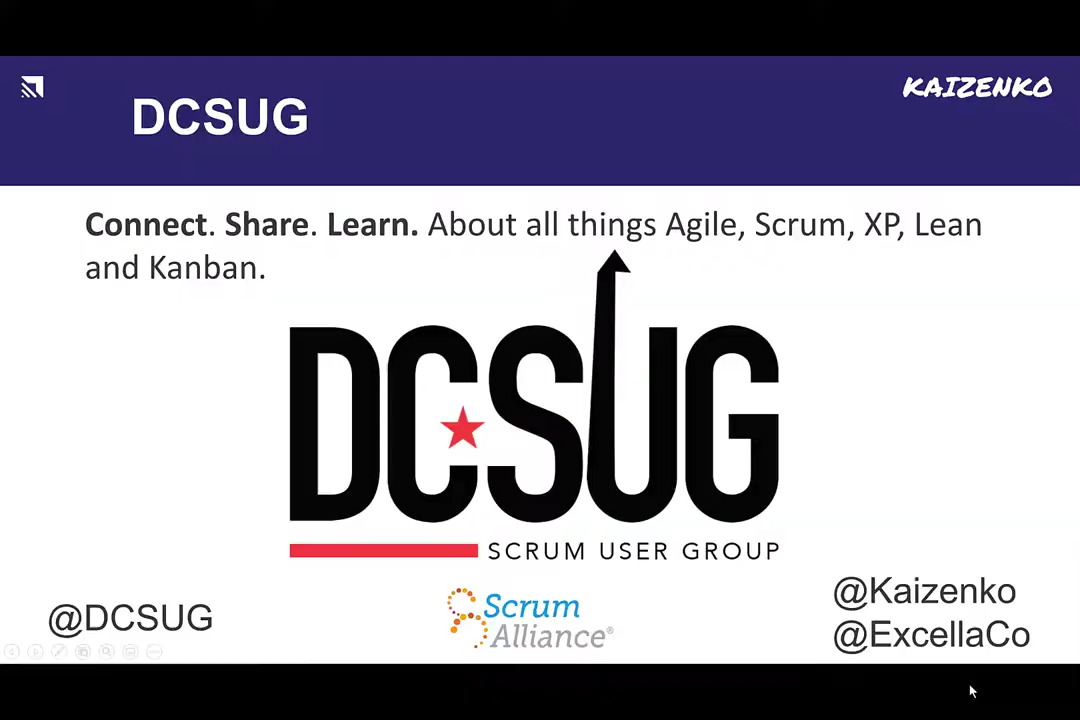 KAIZENKO
DCSUG
Connect. Share. Learn. About all things Agile, Scrum, XP, Lean
and Kanban.
DCSUG
SCRUM USER GROUP
@DCSUG
Scrum
Alliance®
@Kaizenko
@ExcellaCo